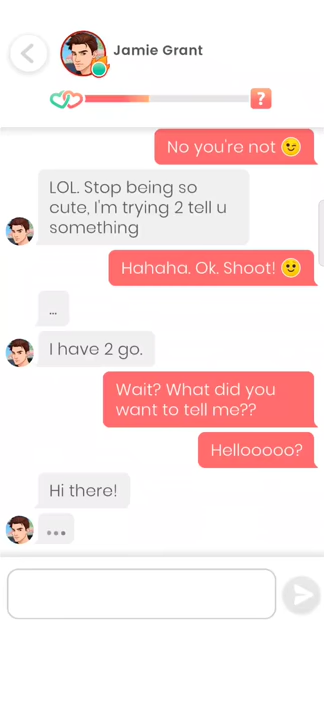 Jamie Grant
?
No you're not 😉
LOL. Stop being so
cute, I'm trying 2 tell u
something
Hahaha. Ok. Shoot! 🙂
...
I have 2 go.
Wait? What did you
want to tell me??
Hellooooo?
Hi there!
...